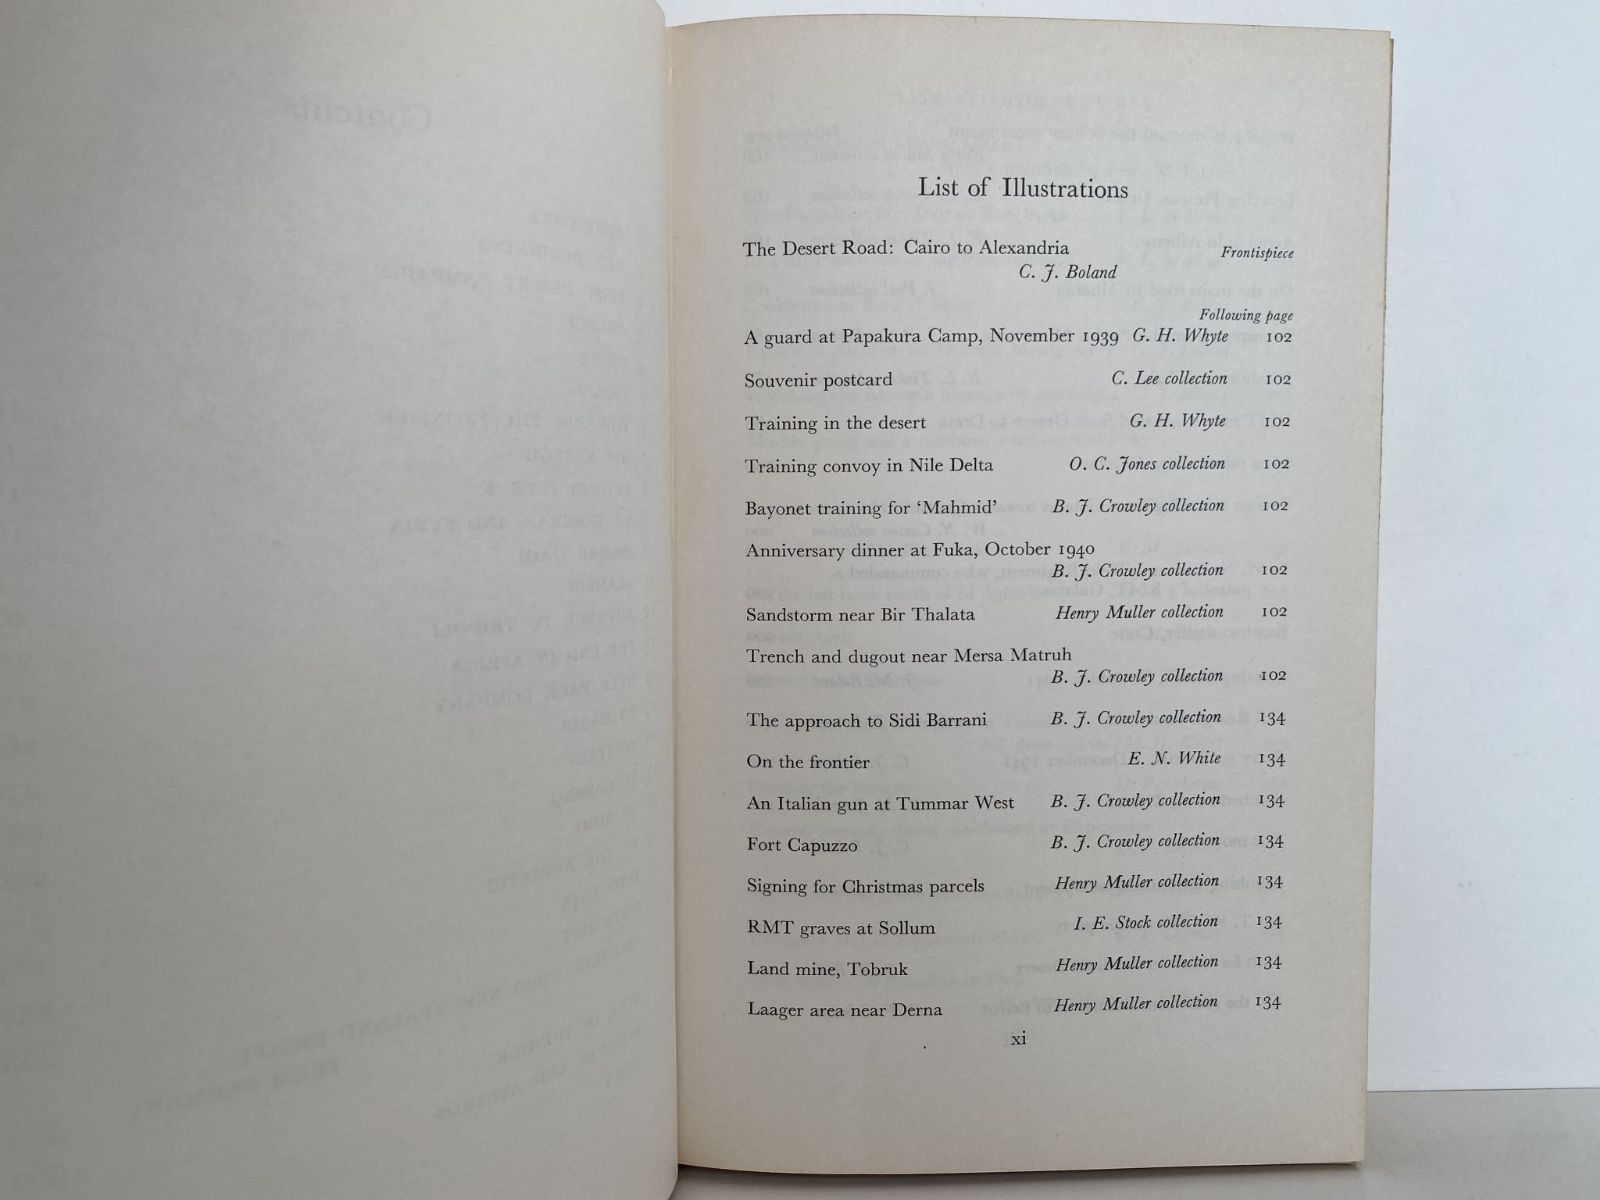 List of Illustrations
The Desert Road: Cairo to Alexandria Frontispiece
C. J. Boland
Following page
A guard at Papakura Camp, November 1939 G. H. Whyte 102
Souvenir postcard C. Lee collection 102
Training in the desert G. H. Whyte 102
Training convoy in Nile Delta O. C. Jones collection 102
Bayonet training for ‘Mahmid’ B. J. Crowley collection 102
Anniversary dinner at Fuka, October 1940
B. J. Crowley collection 102
Sandstorm near Bir Thalata Henry Muller collection 102
Trench and dugout near Mersa Matruh
B. J. Crowley collection 102
The approach to Sidi Barrani B. J. Crowley collection 134
On the frontier E. N. White 134
An Italian gun at Tummar West B. J. Crowley collection 134
Fort Capuzzo B. J. Crowley collection 134
Signing for Christmas parcels Henry Muller collection 134
RMT graves at Sollum I. E. Stock collection 134
Land mine, Tobruk Henry Muller collection 134
Laager area near Derna Henry Muller collection 134
xi